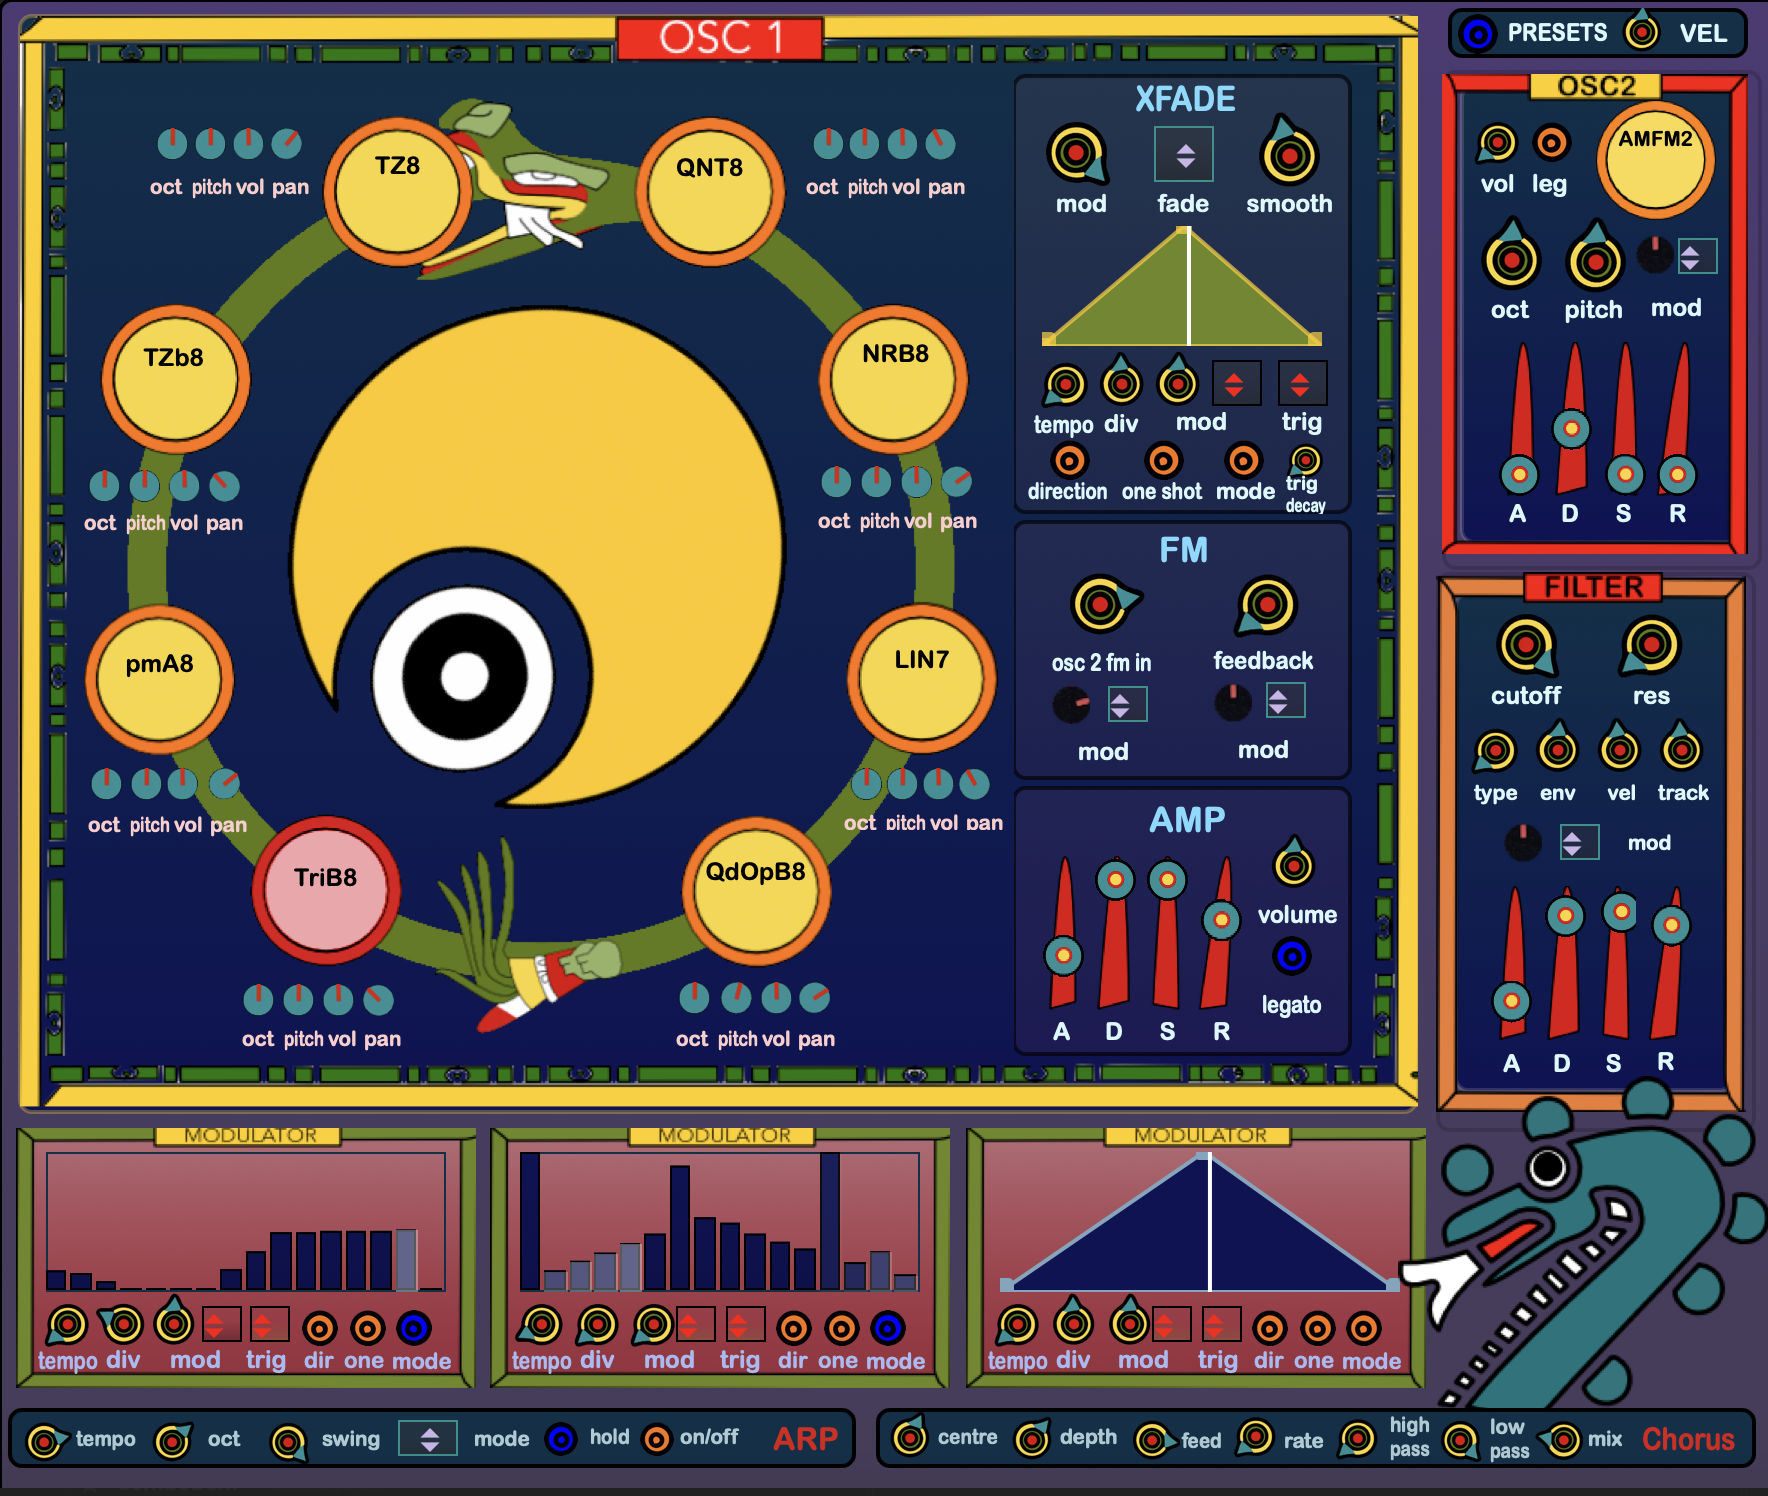 OSC 1
PRESETS VEL
TZ8
oct pitch vol pan
QNT8
oct pitch vol pan
TZb8
oct pitch vol pan
NRB8
oct pitch vol pan
pmA8
oct pitch vol pan
LIN7
oct pitch vol pan
TriB8
oct pitch vol pan
QdOpB8
oct pitch vol pan
XFADE
mod fade smooth
tempo div mod trig
direction one shot mode trig
decay
FM
osc 2 fm in feedback
mod mod
AMP
volume
legato
A D S R
OSC2
AMFM2
vol leg
oct pitch mod
A D S R
FILTER
cutoff res
type env vel track
mod
A D S R
MODULATOR
tempo div mod trig dir one mode
MODULATOR
tempo div mod trig dir one mode
MODULATOR
tempo div mod trig dir one mode
tempo oct swing mode hold on/off ARP
centre depth feed rate high
pass low
pass mix Chorus